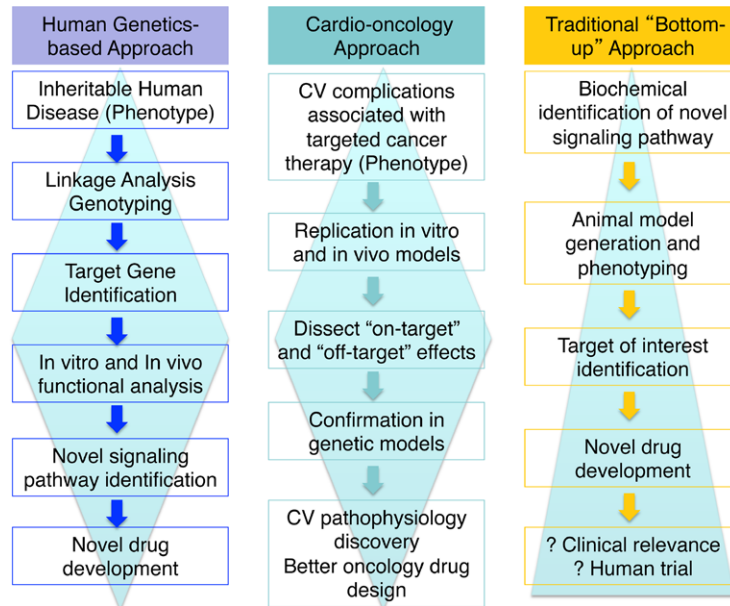 Human Genetics-
based Approach
Inheritable Human
Disease (Phenotype)
Linkage Analysis
Genotyping
Target Gene
Identification
In vitro and In vivo
functional analysis
Novel signaling
pathway identification
Novel drug
development
Cardio-oncology
Approach
CV complications
associated with
targeted cancer
therapy (Phenotype)
Replication in vitro
and in vivo models
Dissect “on-target”
and “off-target” effects
Confirmation in
genetic models
CV pathophysiology
discovery
Better oncology drug
design
Traditional “Bottom-
up” Approach
Biochemical
identification of novel
signaling pathway
Animal model
generation and
phenotyping
Target of interest
identification
Novel drug
development
? Clinical relevance
? Human trial